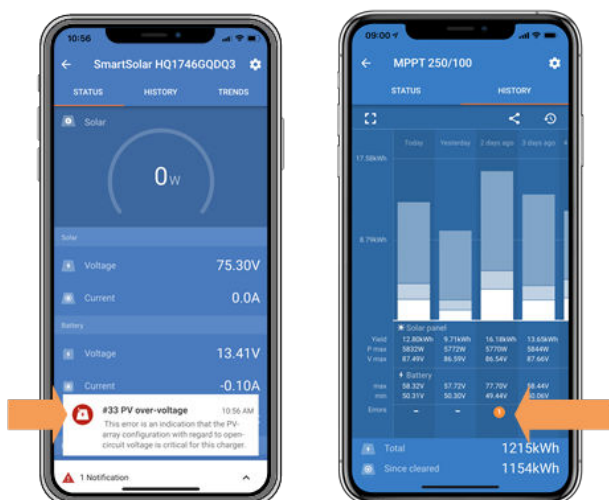 10:56
SmartSolar HQ1746GQDQ3
STATUS HISTORY TRENDS
Solar
0W
Solar
Voltage 75.30V
Current 0.0A
Battery
Voltage 13.41V
Current -0.10A
#33 PV over-voltage 10:56 AM
This error is an indication that the PV-
array configuration with regard to open-
circuit voltage is critical for this charger.
1 Notification
09:00
MPPT 250/100
STATUS HISTORY
Today Yesterday 2 days ago 3 days ago 4
17.58kWh
8.79kWh
Solar panel
Yield 12.80kWh 9.71kWh 16.18kWh 13.65kWh
P max 5832W 5772W 5770W 5844W
V max 87.49V 86.59V 86.54V 87.66V
Battery
max 58.32V 57.72V 77.70V 58.44V
min 50.31V 50.30V 49.44V 50.06V
Errors - - 1
Total 1215kWh
Since cleared 1154kWh